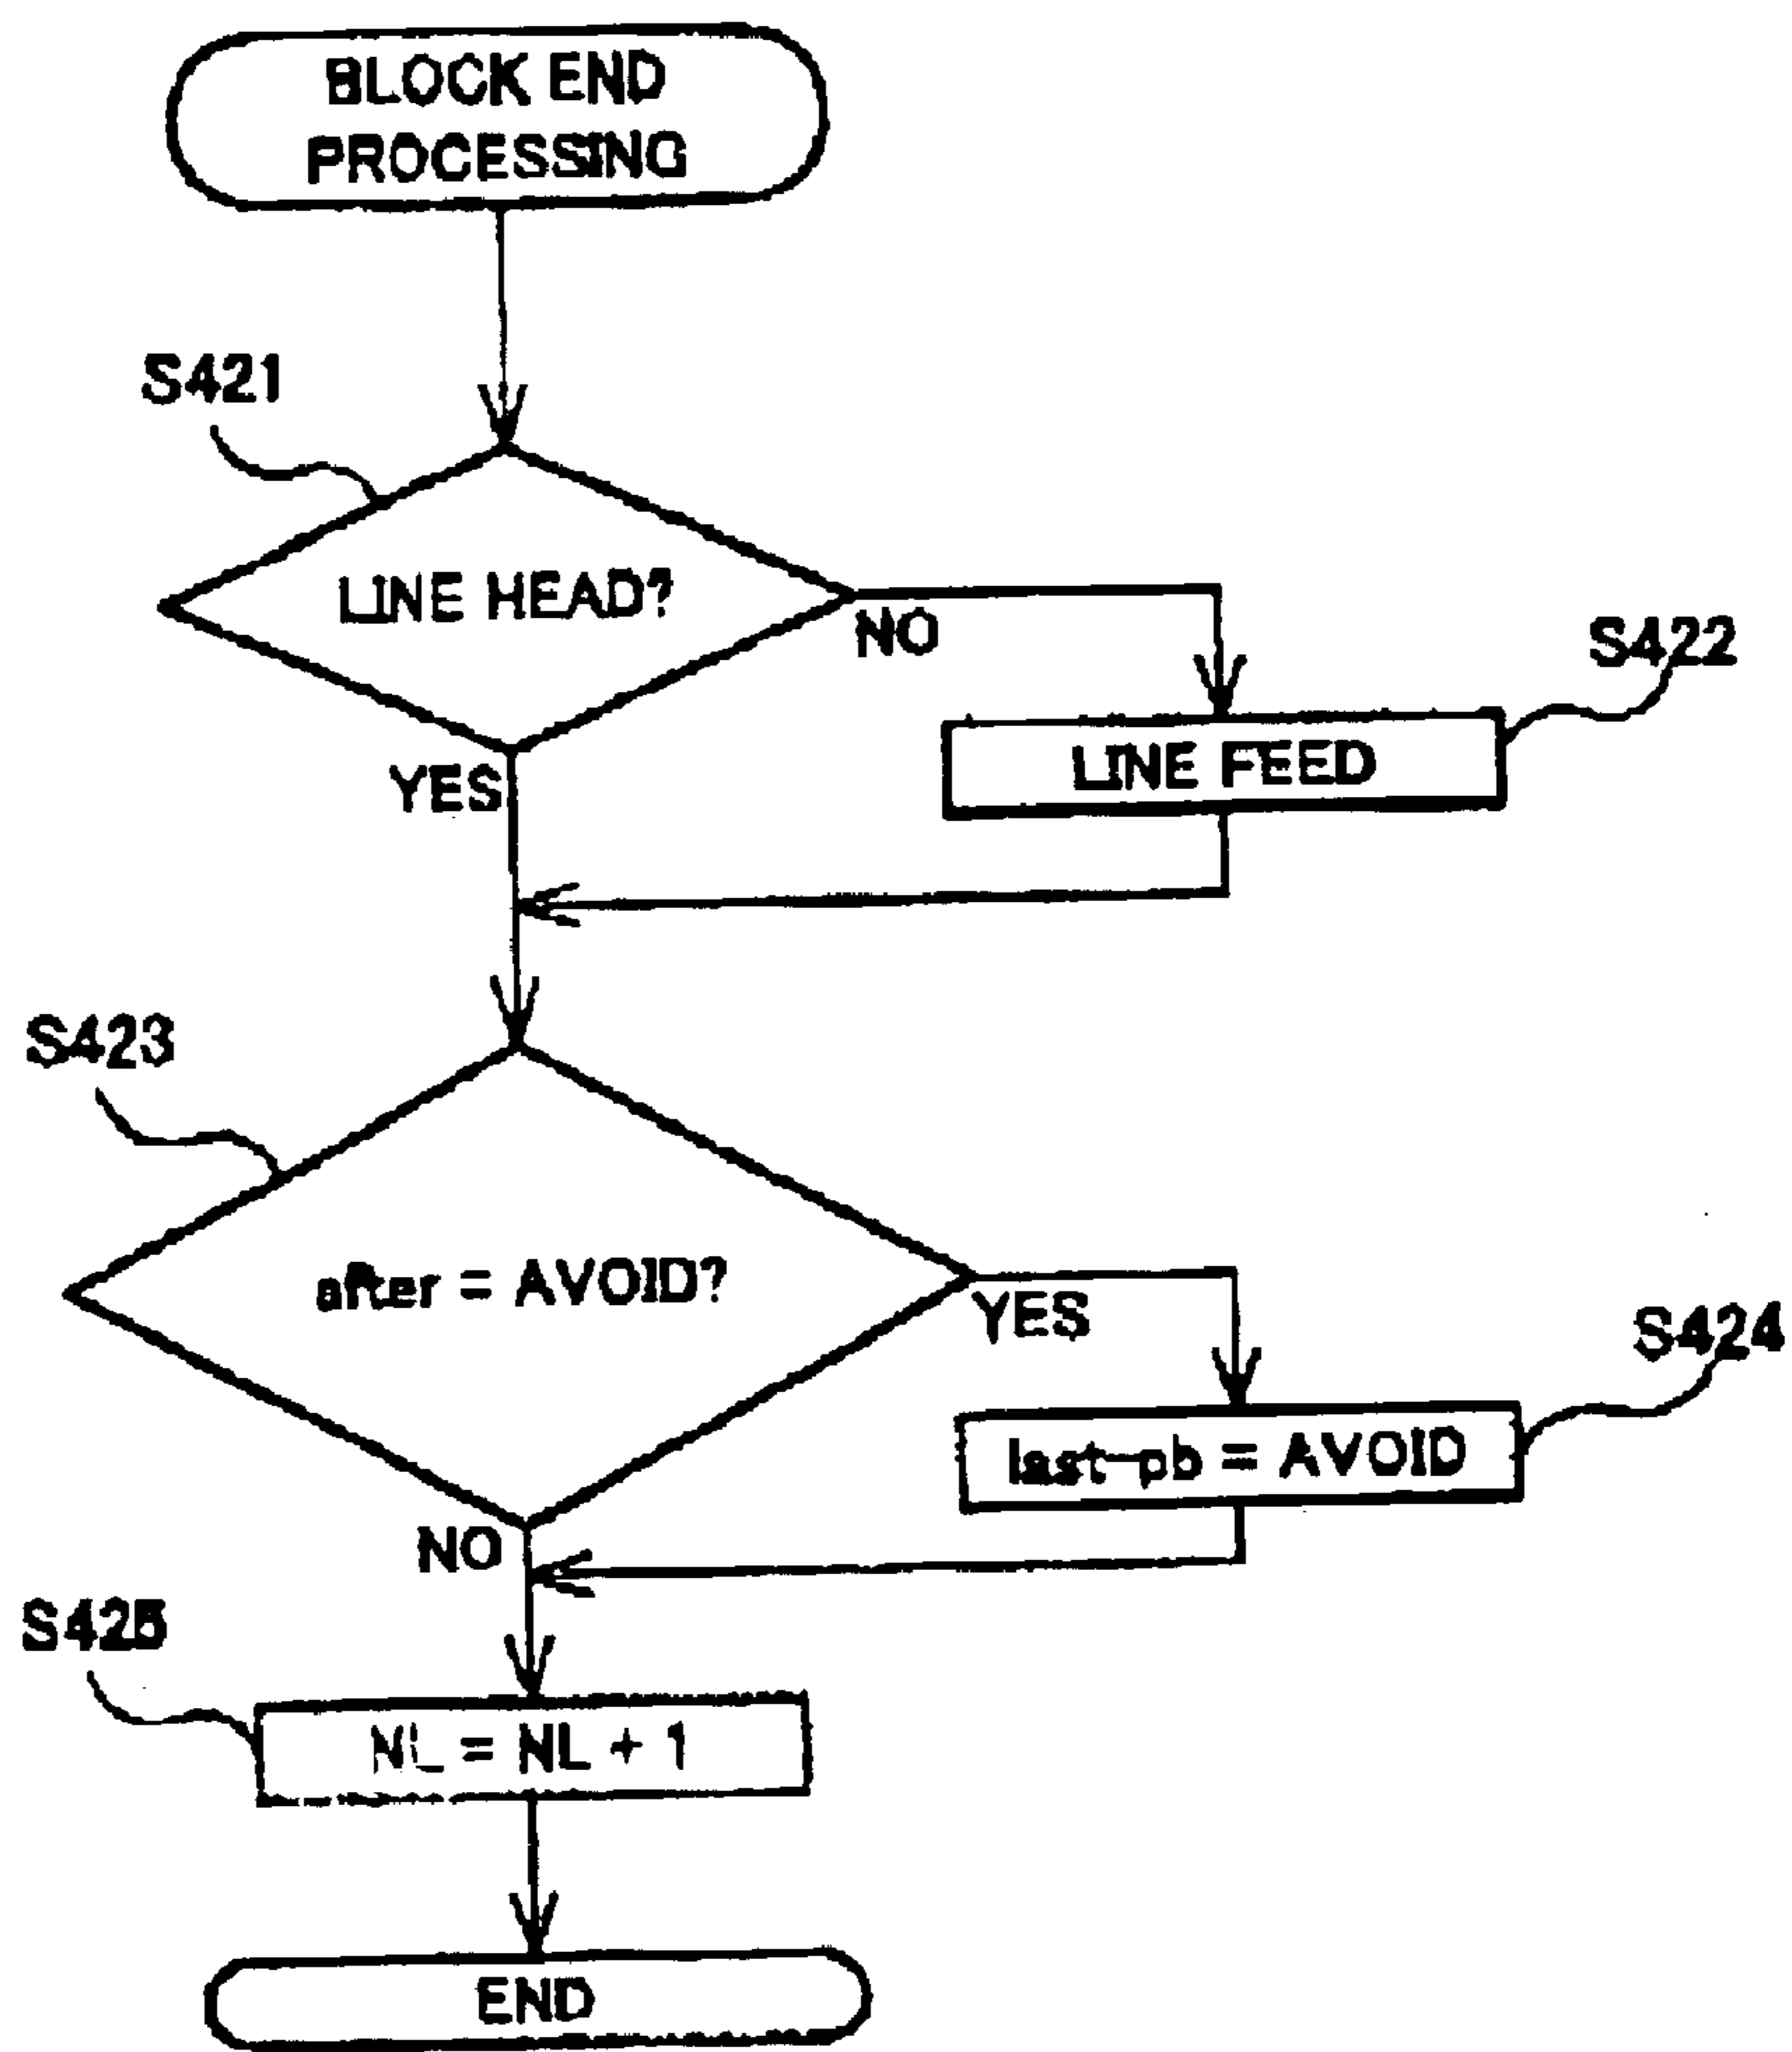 BLOCK END
PROCESSING
S421
LINE HEAD?
NO
S422
YES
LINE FEED
S423
after = AVOID?
YES
S424
last-pb = AVOID
NO
S425
NL = NL + 1
END